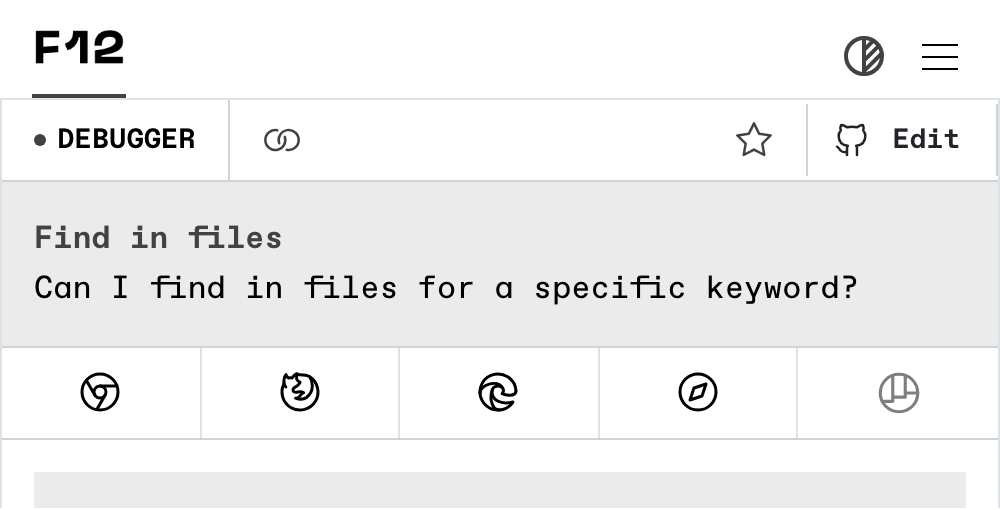 F12
DEBUGGER
Edit
Find in files
Can I find in files for a specific keyword?